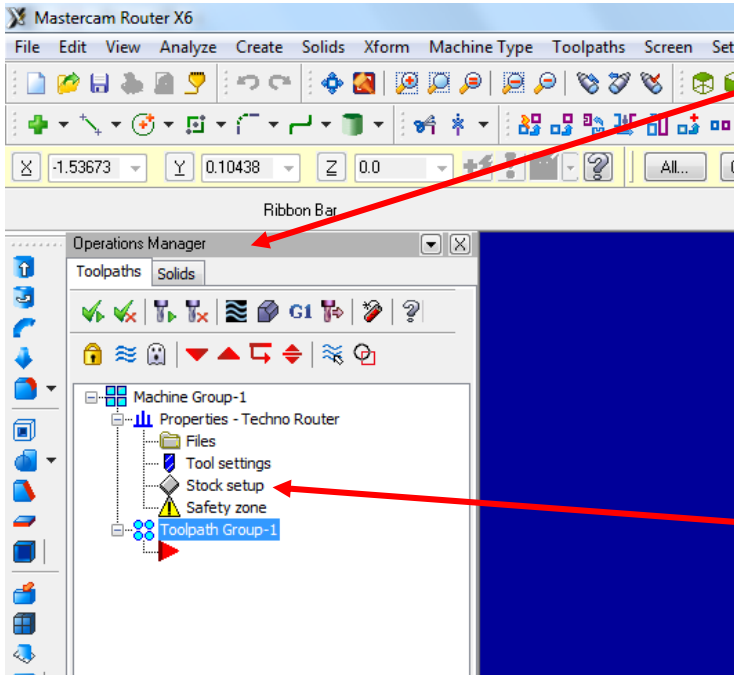 Mastercam Router X6
File Edit View Analyze Create Solids Xform Machine Type Toolpaths Screen Set
X -1.53673 Y 0.10438 Z 0.0 All...
Ribbon Bar
Operations Manager
Toolpaths Solids
G1
Machine Group-1
Properties - Techno Router
Files
Tool settings
Stock setup
Safety zone
Toolpath Group-1